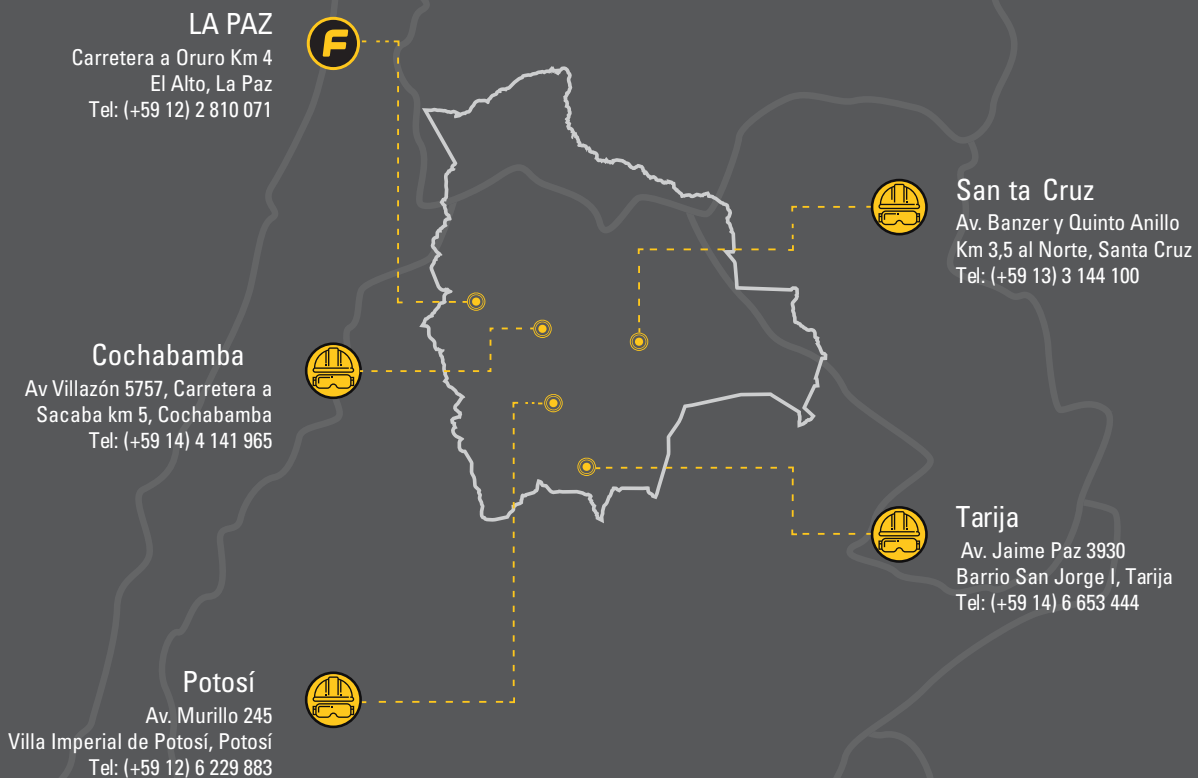 LA PAZ
Carretera a Oruro Km 4
El Alto, La Paz
Tel: (+59 12) 2 810 071
F
San ta Cruz
Av. Banzer y Quinto Anillo
Km 3,5 al Norte, Santa Cruz
Tel: (+59 13) 3 144 100
Cochabamba
Av Villazón 5757, Carretera a
Sacaba km 5, Cochabamba
Tel: (+59 14) 4 141 965
Tarija
Av. Jaime Paz 3930
Barrio San Jorge I, Tarija
Tel: (+59 14) 6 653 444
Potosí
Av. Murillo 245
Villa Imperial de Potosí, Potosí
Tel: (+59 12) 6 229 883